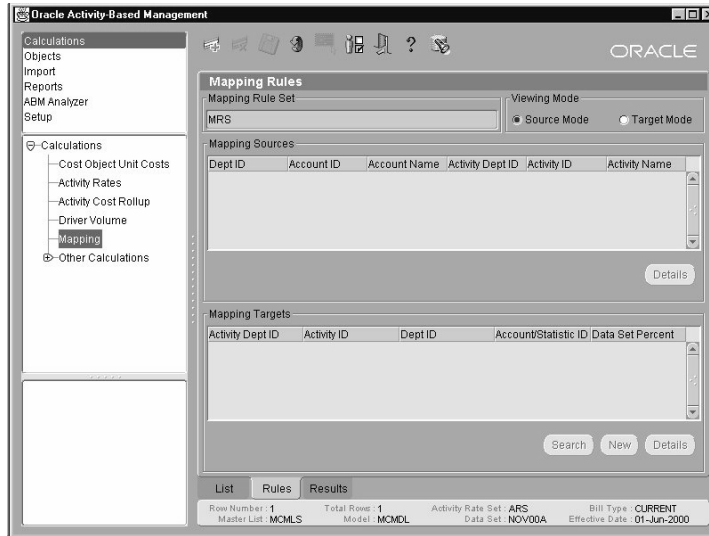 Oracle Activity-Based Management
Calculations
Objects
Import
Reports
ABM Analyzer
Setup
ORACLE
Calculations
Cost Object Unit Costs
Activity Rates
Activity Cost Rollup
Driver Volume
Mapping
Other Calculations
Mapping Rules
Mapping Rule Set
MRS
Viewing Mode
Source Mode Target Mode
Mapping Sources
Dept ID Account ID Account Name Activity Dept ID Activity ID Activity Name
Details
Mapping Targets
Activity Dept ID Activity ID Dept ID Account/Statistic ID Data Set Percent
Search New Details
List Rules Results
Row Number : 1 Total Rows : 1 Activity Rate Set : ARS Bill Type : CURRENT
Master List : MCMLS Model : MCMDL Data Set : NOV00A Effective Date : 01-Jun-2000